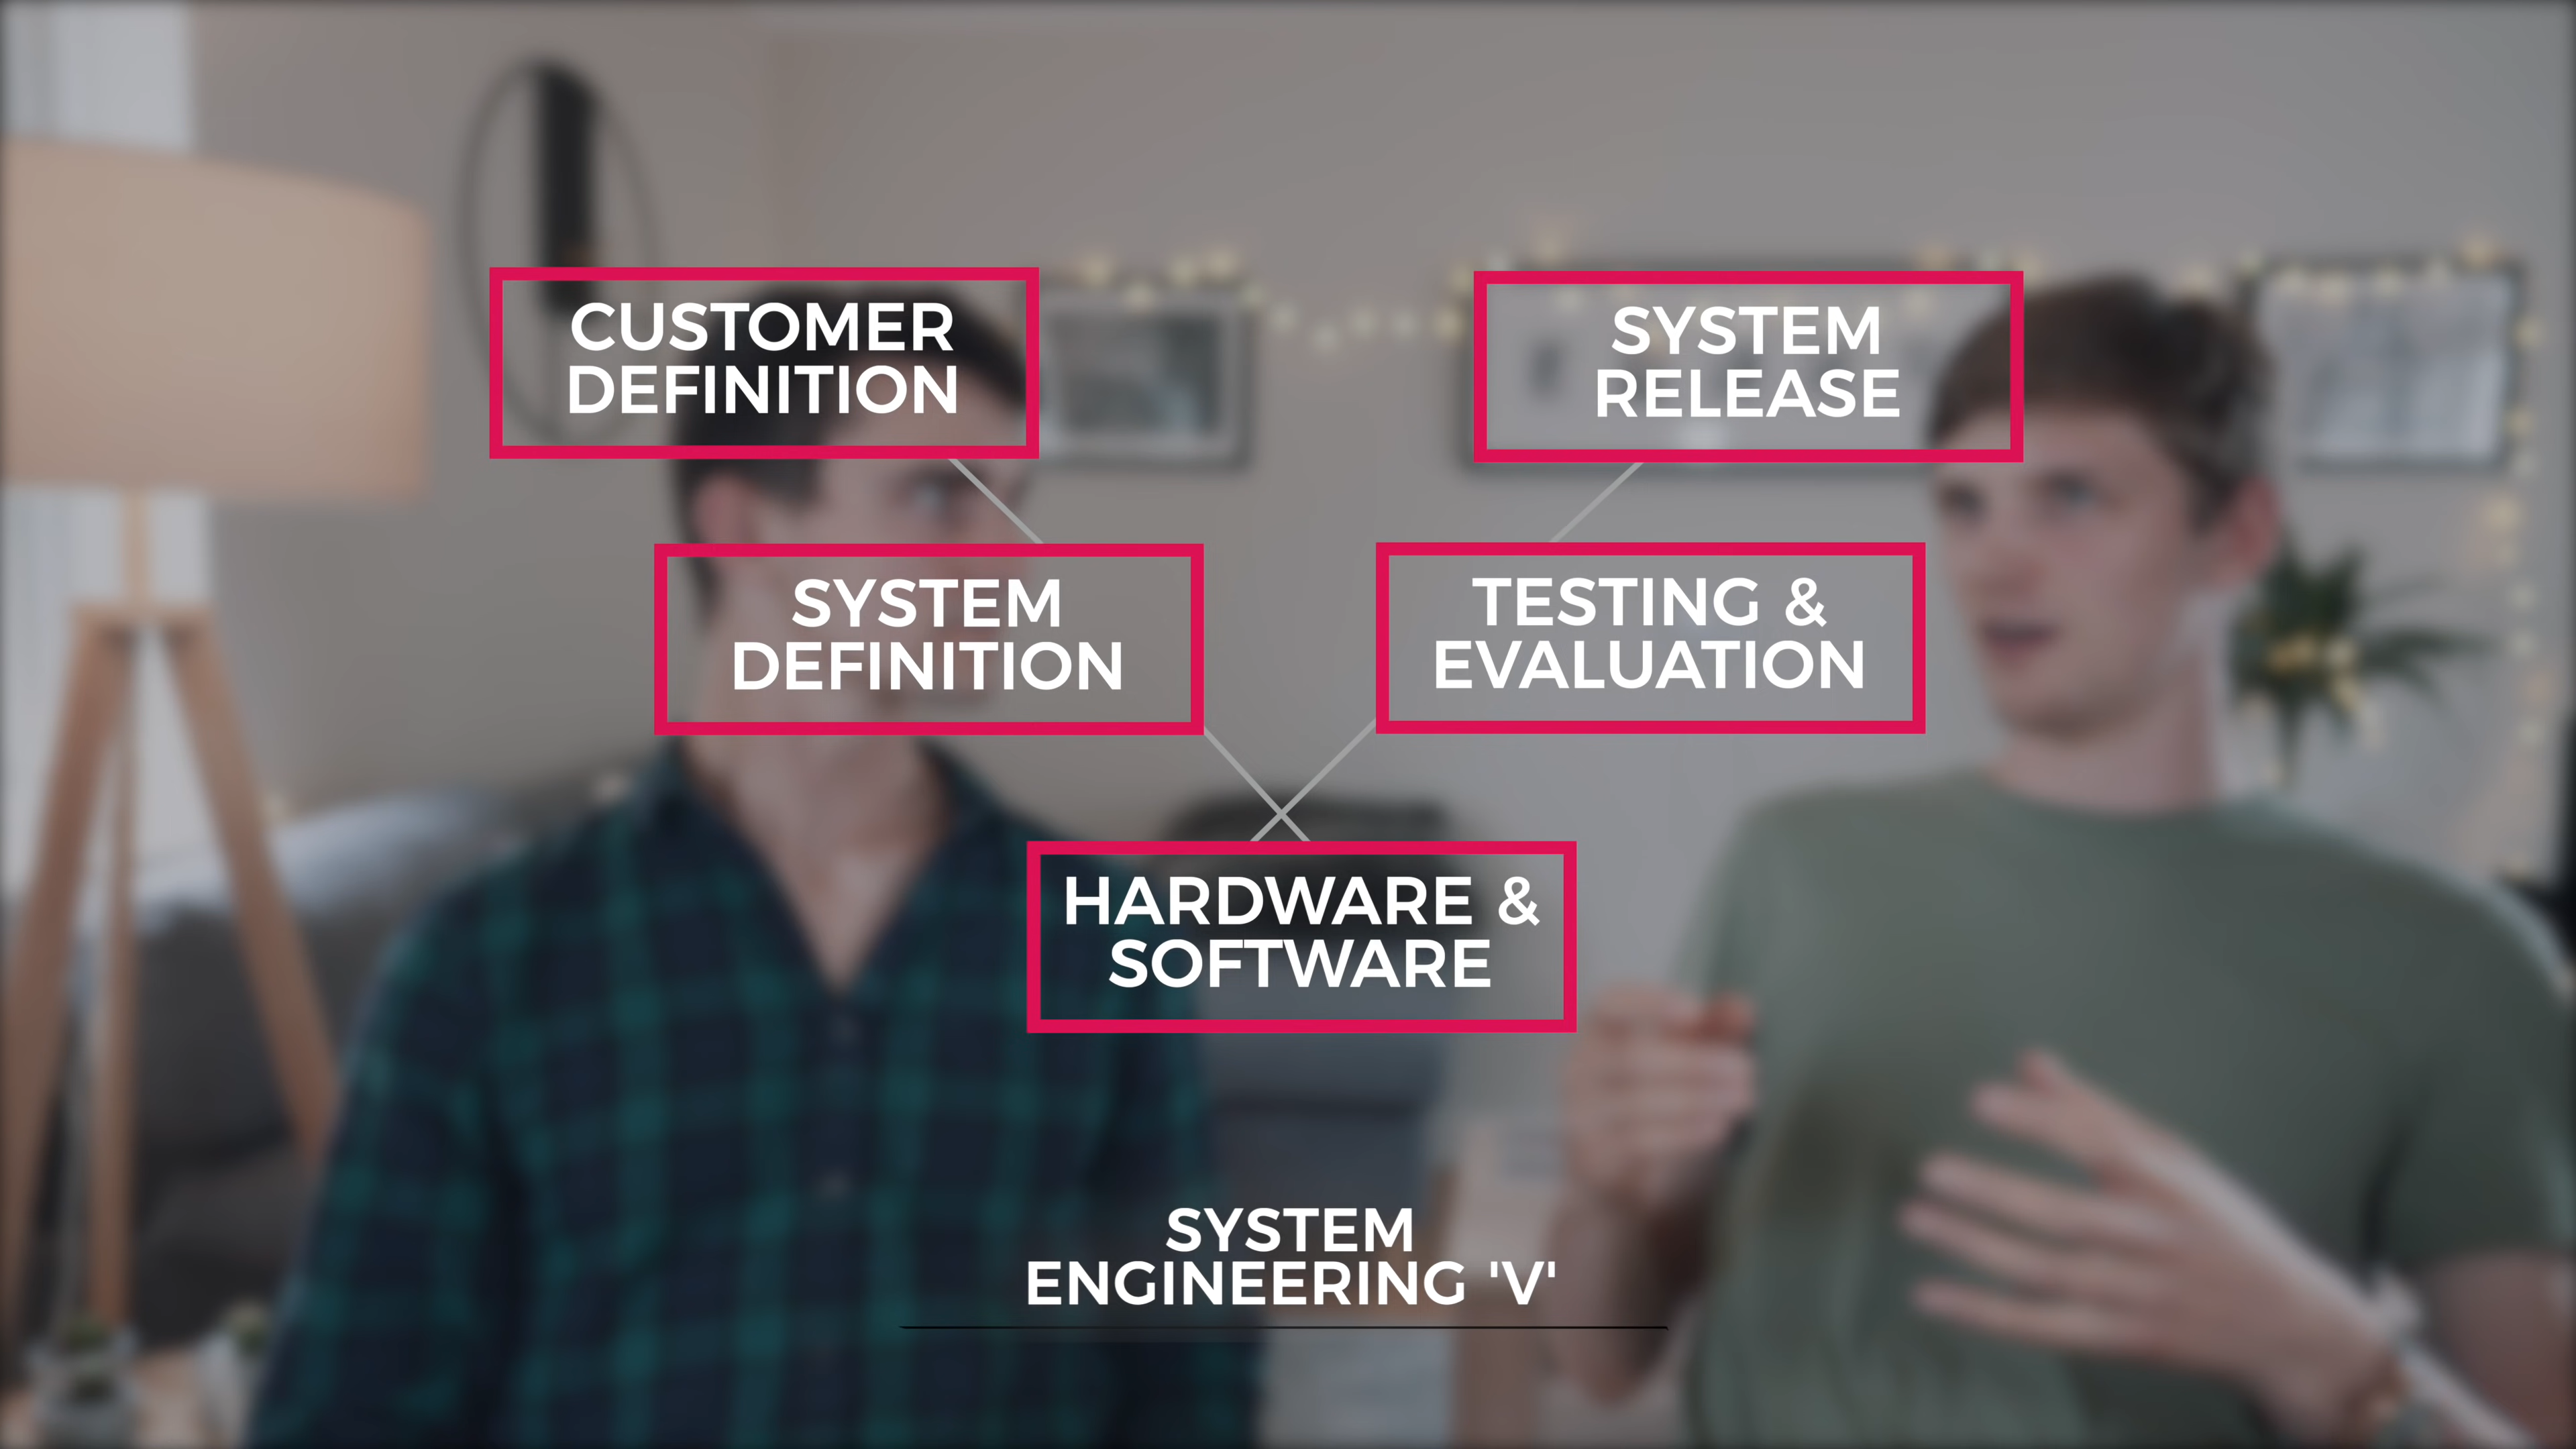 CUSTOMER
DEFINITION
SYSTEM
RELEASE
SYSTEM
DEFINITION
TESTING &
EVALUATION
HARDWARE &
SOFTWARE
SYSTEM
ENGINEERING 'V'